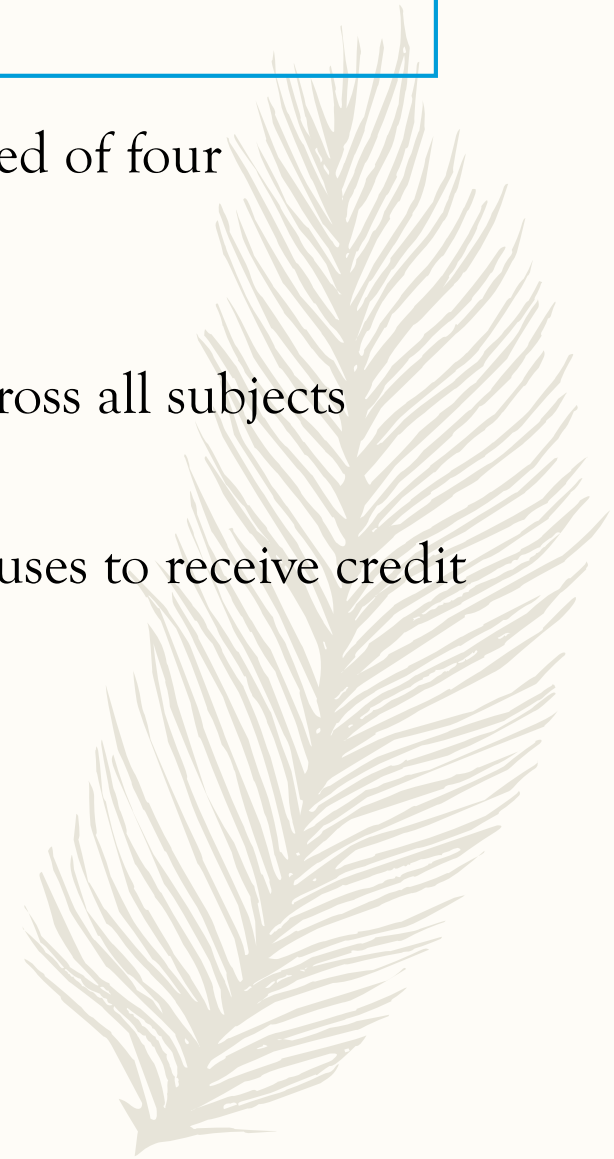 ed of four
ross all subjects
uses to receive credit